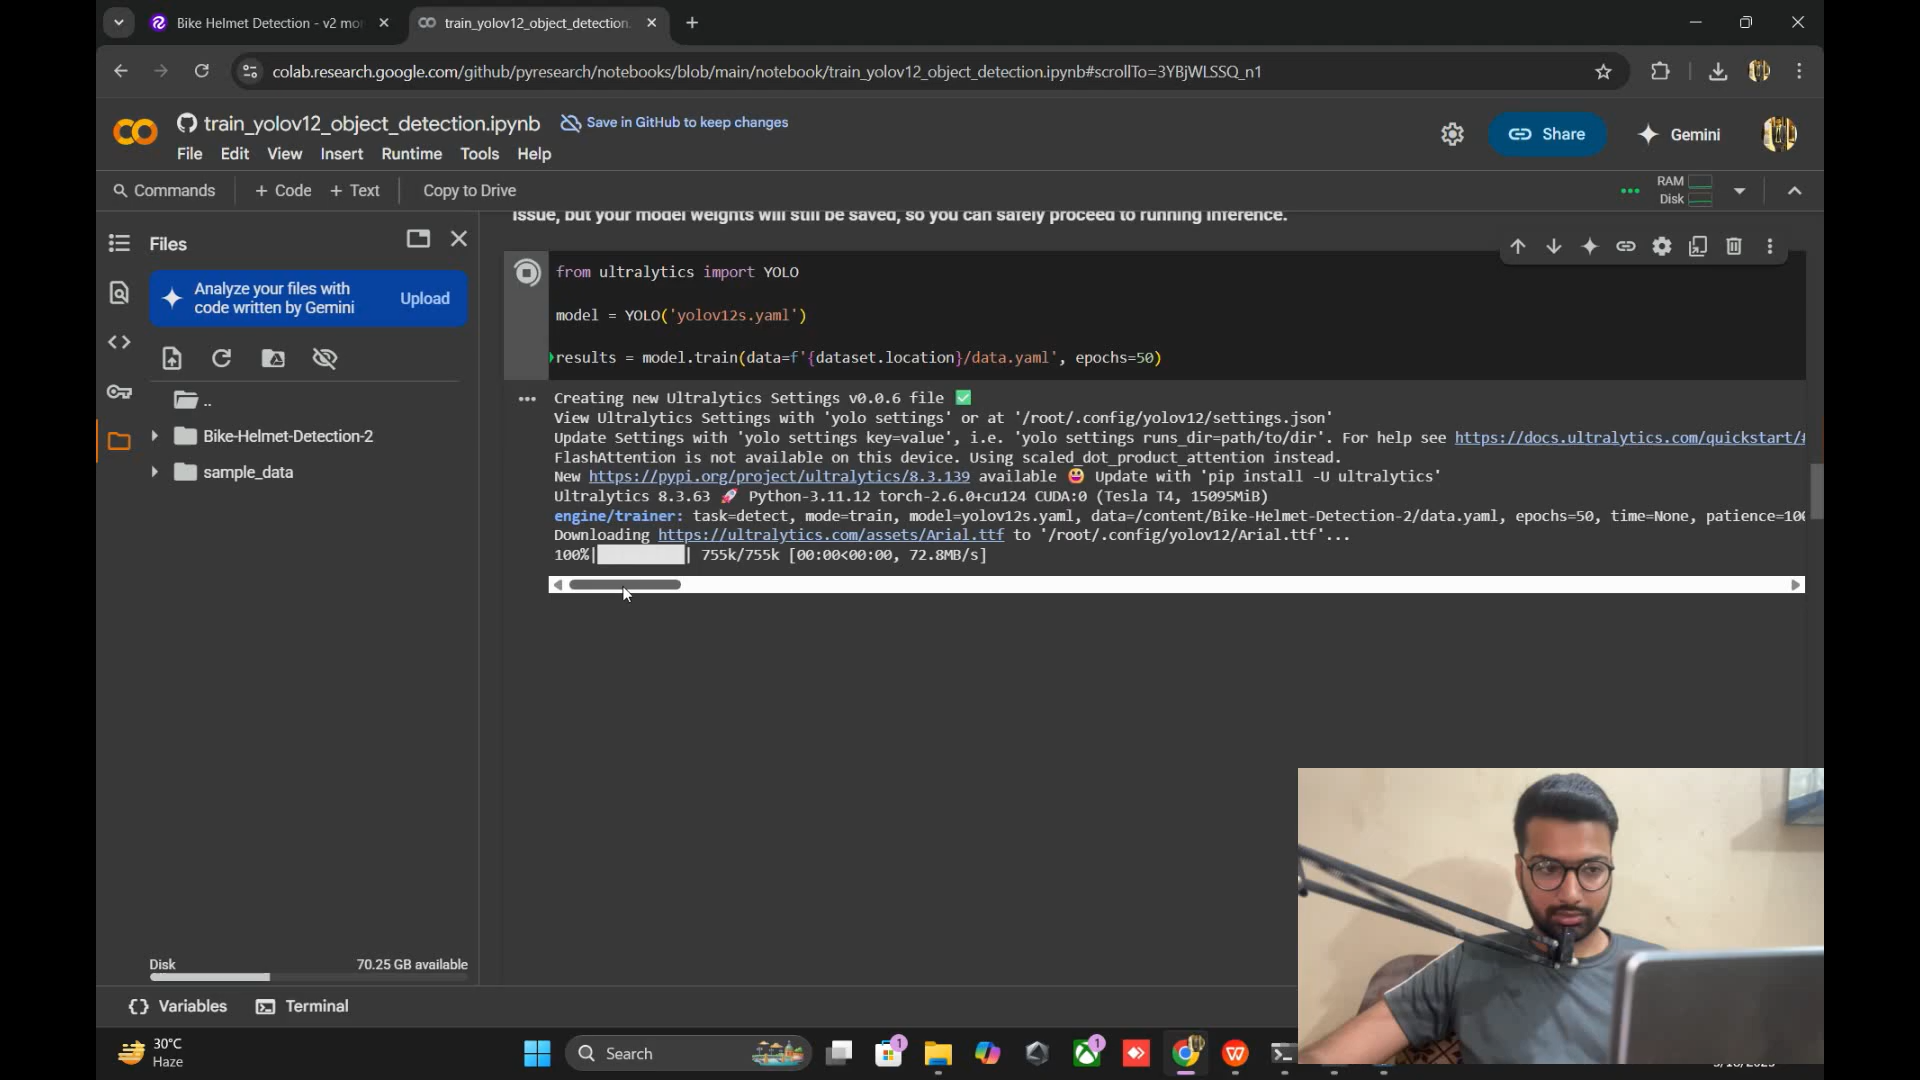 Bike Helmet Detection - v2 mo
train_yolov12_object_detection.
colab.research.google.com/github/pyresearch/notebooks/blob/main/notebook/train_yolov12_object_detection.ipynb#scrollTo=3YBjWLSSQ_n1
train_yolov12_object_detection.ipynb
Save in GitHub to keep changes
File Edit View Insert Runtime Tools Help
Share
Gemini
Commands
+ Code + Text
Copy to Drive
RAM
Disk
issue, but your model weights will still be saved, so you can safely proceed to running inference.
Files
Analyze your files with
code written by Gemini
Upload
..
Bike-Helmet-Detection-2
sample_data
from ultralytics import YOLO
model = YOLO('yolov12s.yaml')
results = model.train(data=f'{dataset.location}/data.yaml', epochs=50)
Creating new Ultralytics Settings v0.0.6 file ✅
View Ultralytics Settings with 'yolo settings' or at '/root/.config/yolov12/settings.json'
Update Settings with 'yolo settings key=value', i.e. 'yolo settings runs_dir=path/to/dir'. For help see https://docs.ultralytics.com/quickstart/#
FlashAttention is not available on this device. Using scaled_dot_product_attention instead.
New https://pypi.org/project/ultralytics/8.3.139 available 😃 Update with 'pip install -U ultralytics'
Ultralytics 8.3.63 🚀 Python-3.11.12 torch-2.6.0+cu124 CUDA:0 (Tesla T4, 15095MiB)
engine/trainer: task=detect, mode=train, model=yolov12s.yaml, data=/content/Bike-Helmet-Detection-2/data.yaml, epochs=50, time=None, patience=100
Downloading https://ultralytics.com/assets/Arial.ttf to '/root/.config/yolov12/Arial.ttf'...
100%|██████████| 755k/755k [00:00<00:00, 72.8MB/s]
Disk
70.25 GB available
Variables
Terminal
30°C
Haze
Search
1
1